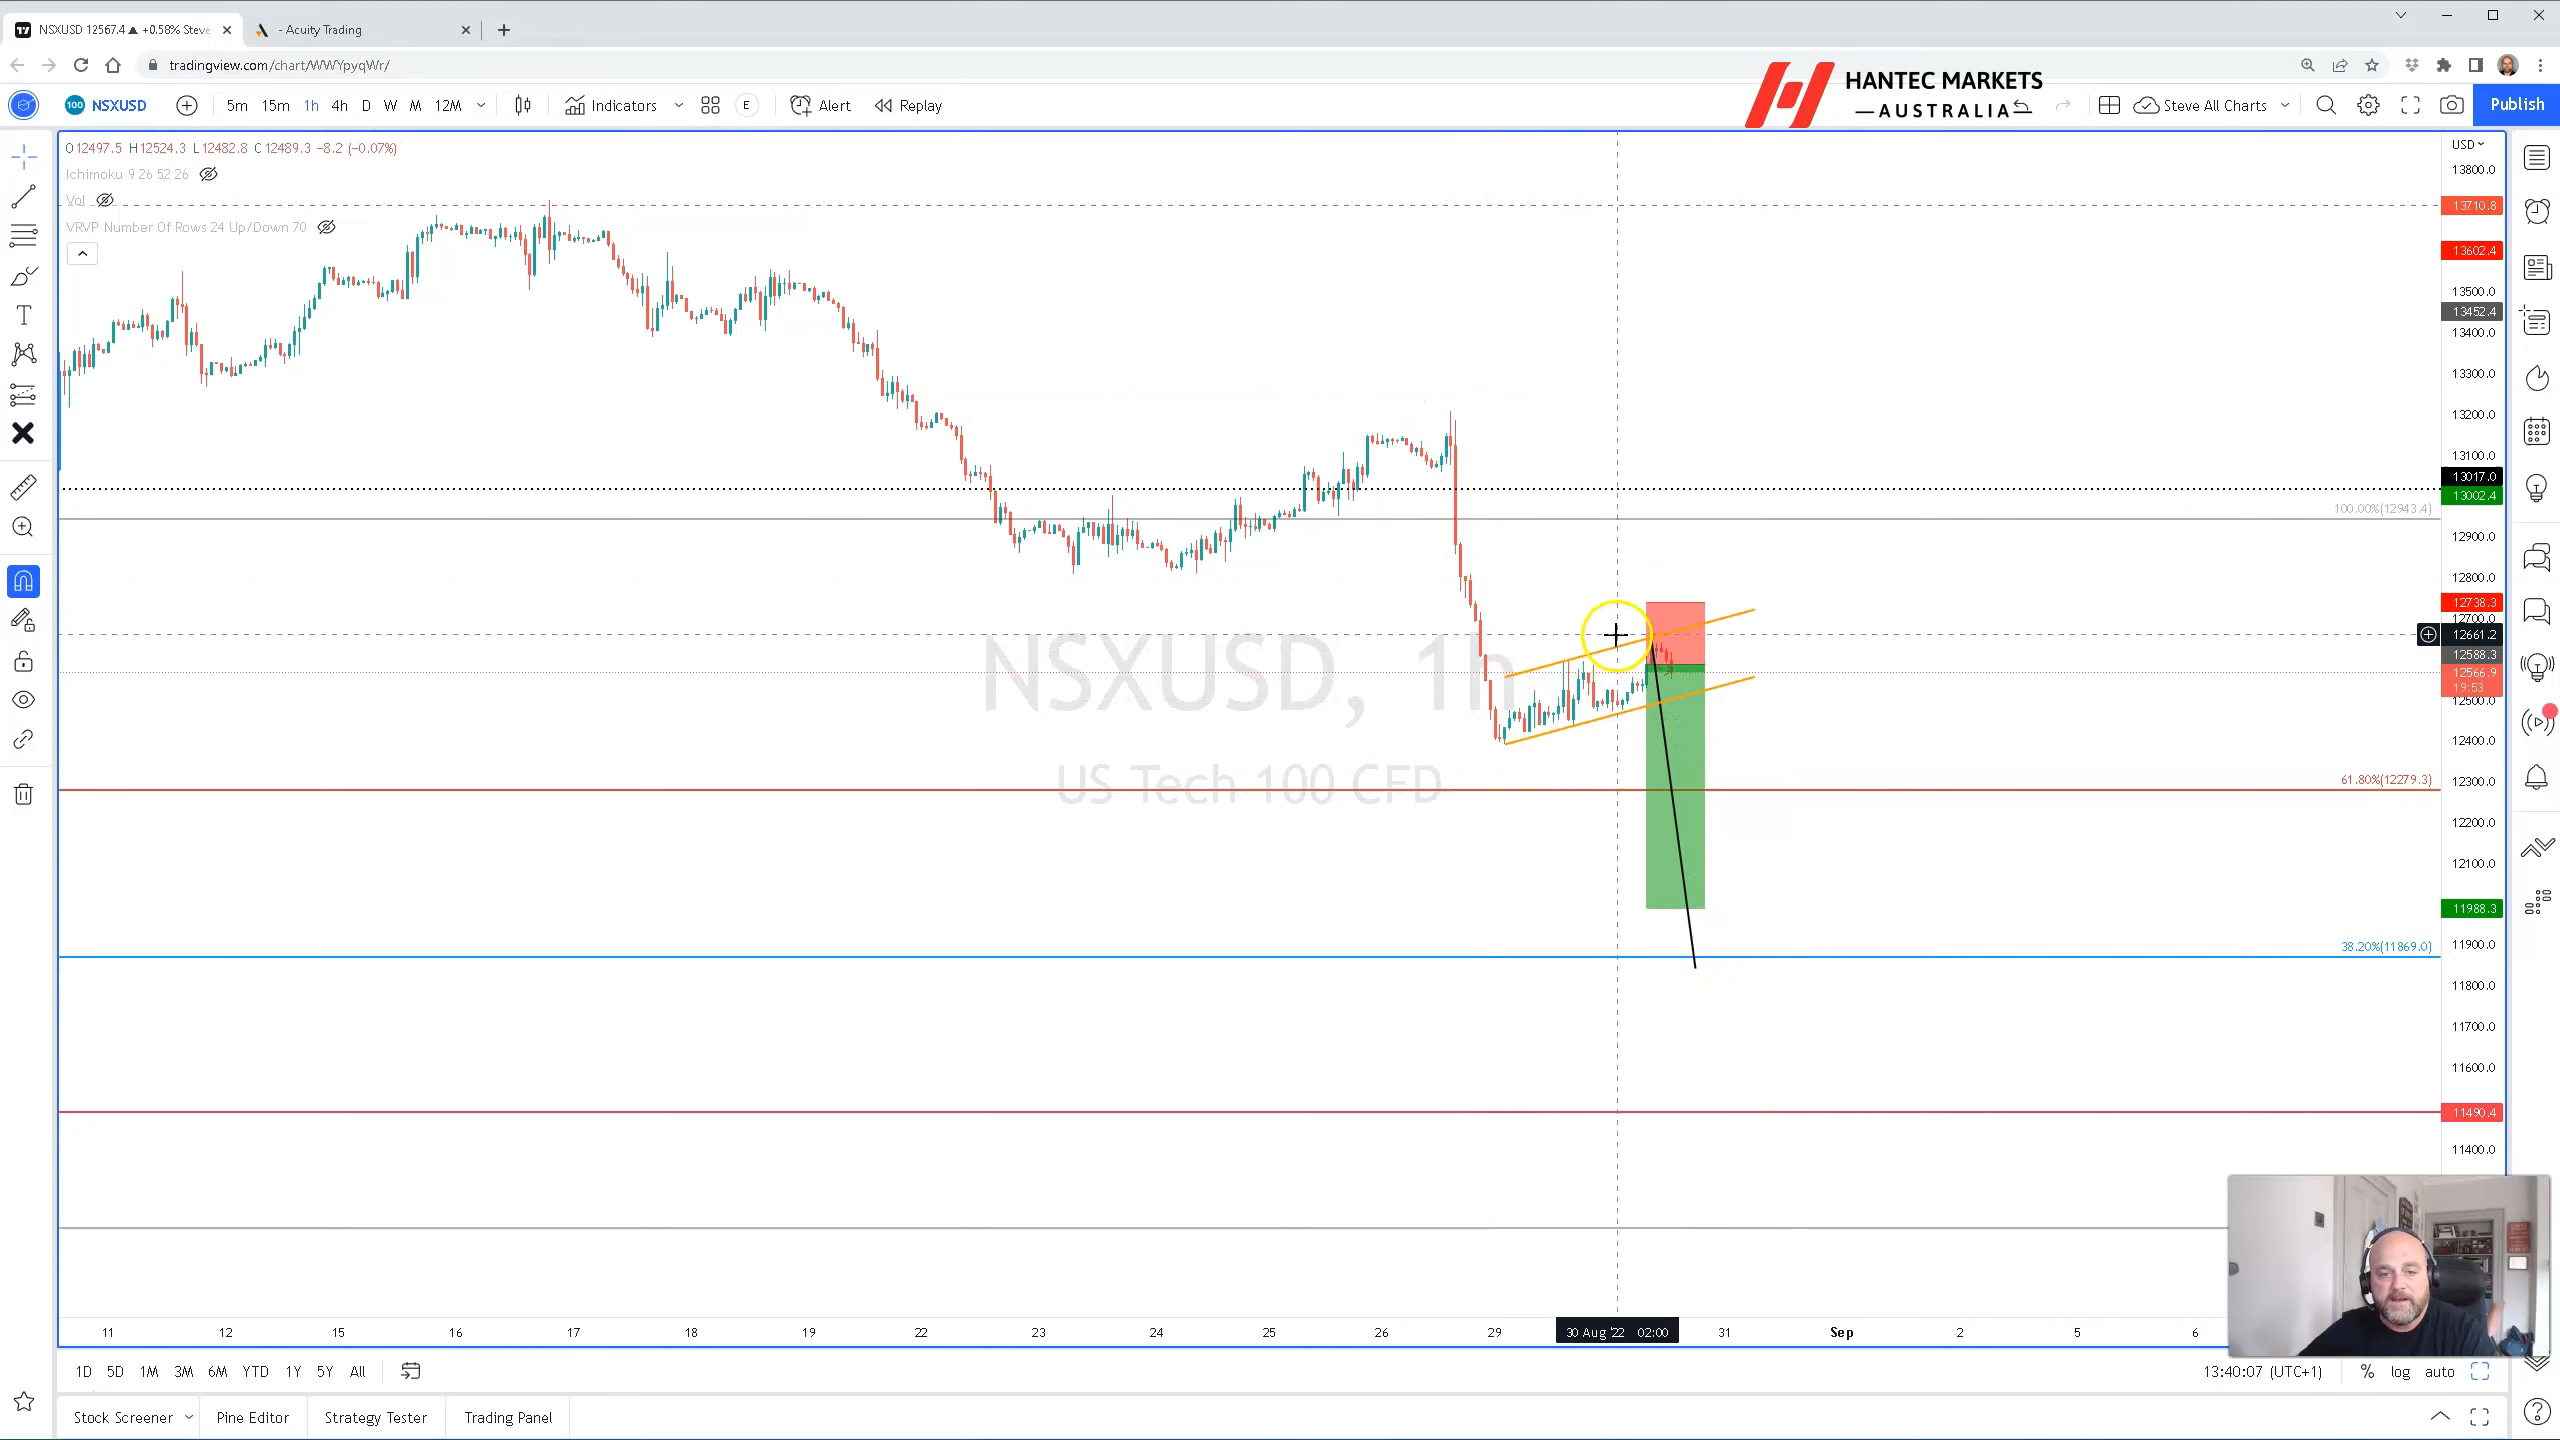 NSXUSD 12567.4 ▲ +0.58% Steve
- Acuity Trading
tradingview.com/chart/WWYpyqWr/
HANTEC MARKETS
AUSTRALIA
100 NSXUSD 5m 15m 1h 4h D W M 12M Indicators E Alert Replay Steve All Charts Publish
O12497.5 H12524.3 L12482.8 C12489.3 −8.2 (−0.07%)
Ichimoku 9 26 52 26
Vol
VRVP Number Of Rows 24 Up/Down 70
USD
13800.0
13710.8
13602.4
13500.0
13452.4
13400.0
13300.0
13200.0
13100.0
13017.0
13002.4
100.00%(12943.4)
12900.0
12800.0
12738.3
12700.0
12661.2
12588.3
12566.9
19:53
12500.0
12400.0
61.80%(12279.3)
12300.0
12200.0
12100.0
11988.3
38.20%(11869.0)
11900.0
11800.0
11700.0
11600.0
11490.4
11400.0
NSXUSD, 1h
US Tech 100 CFD
11 12 15 16 17 18 19 22 23 24 25 26 29 30 Aug '22 02:00 31 Sep 2 5 6
1D 5D 1M 3M 6M YTD 1Y 5Y All 13:40:07 (UTC+1) % log auto
Stock Screener Pine Editor Strategy Tester Trading Panel